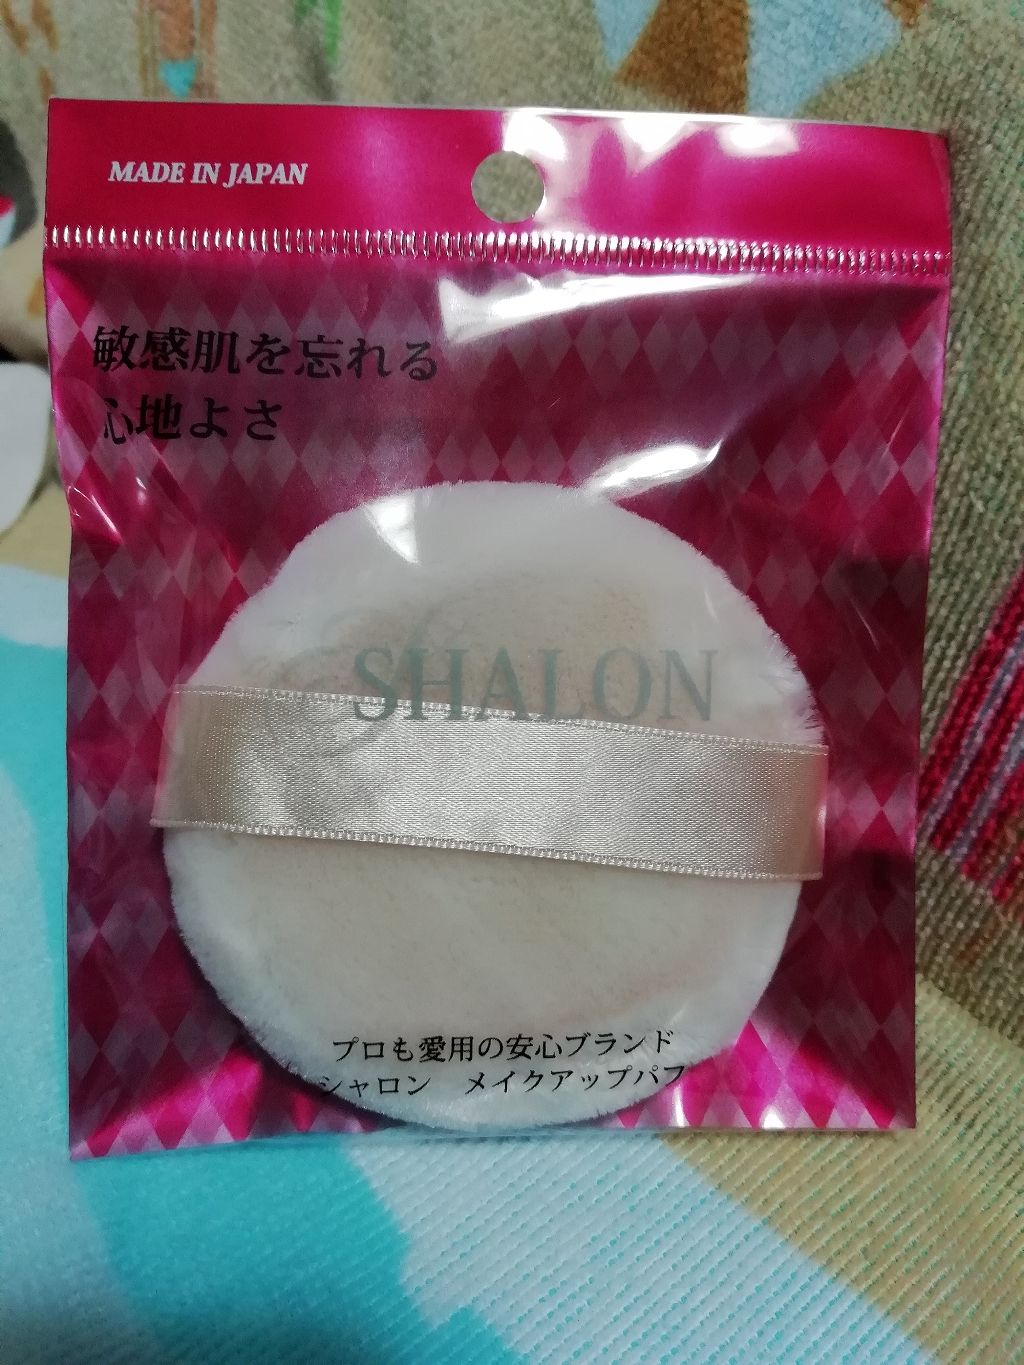 MADE IN JAPAN
敏感肌を忘れる
心地よさ
SHALON
プロも愛用の安心ブランド
シャロン　メイクアップパフ